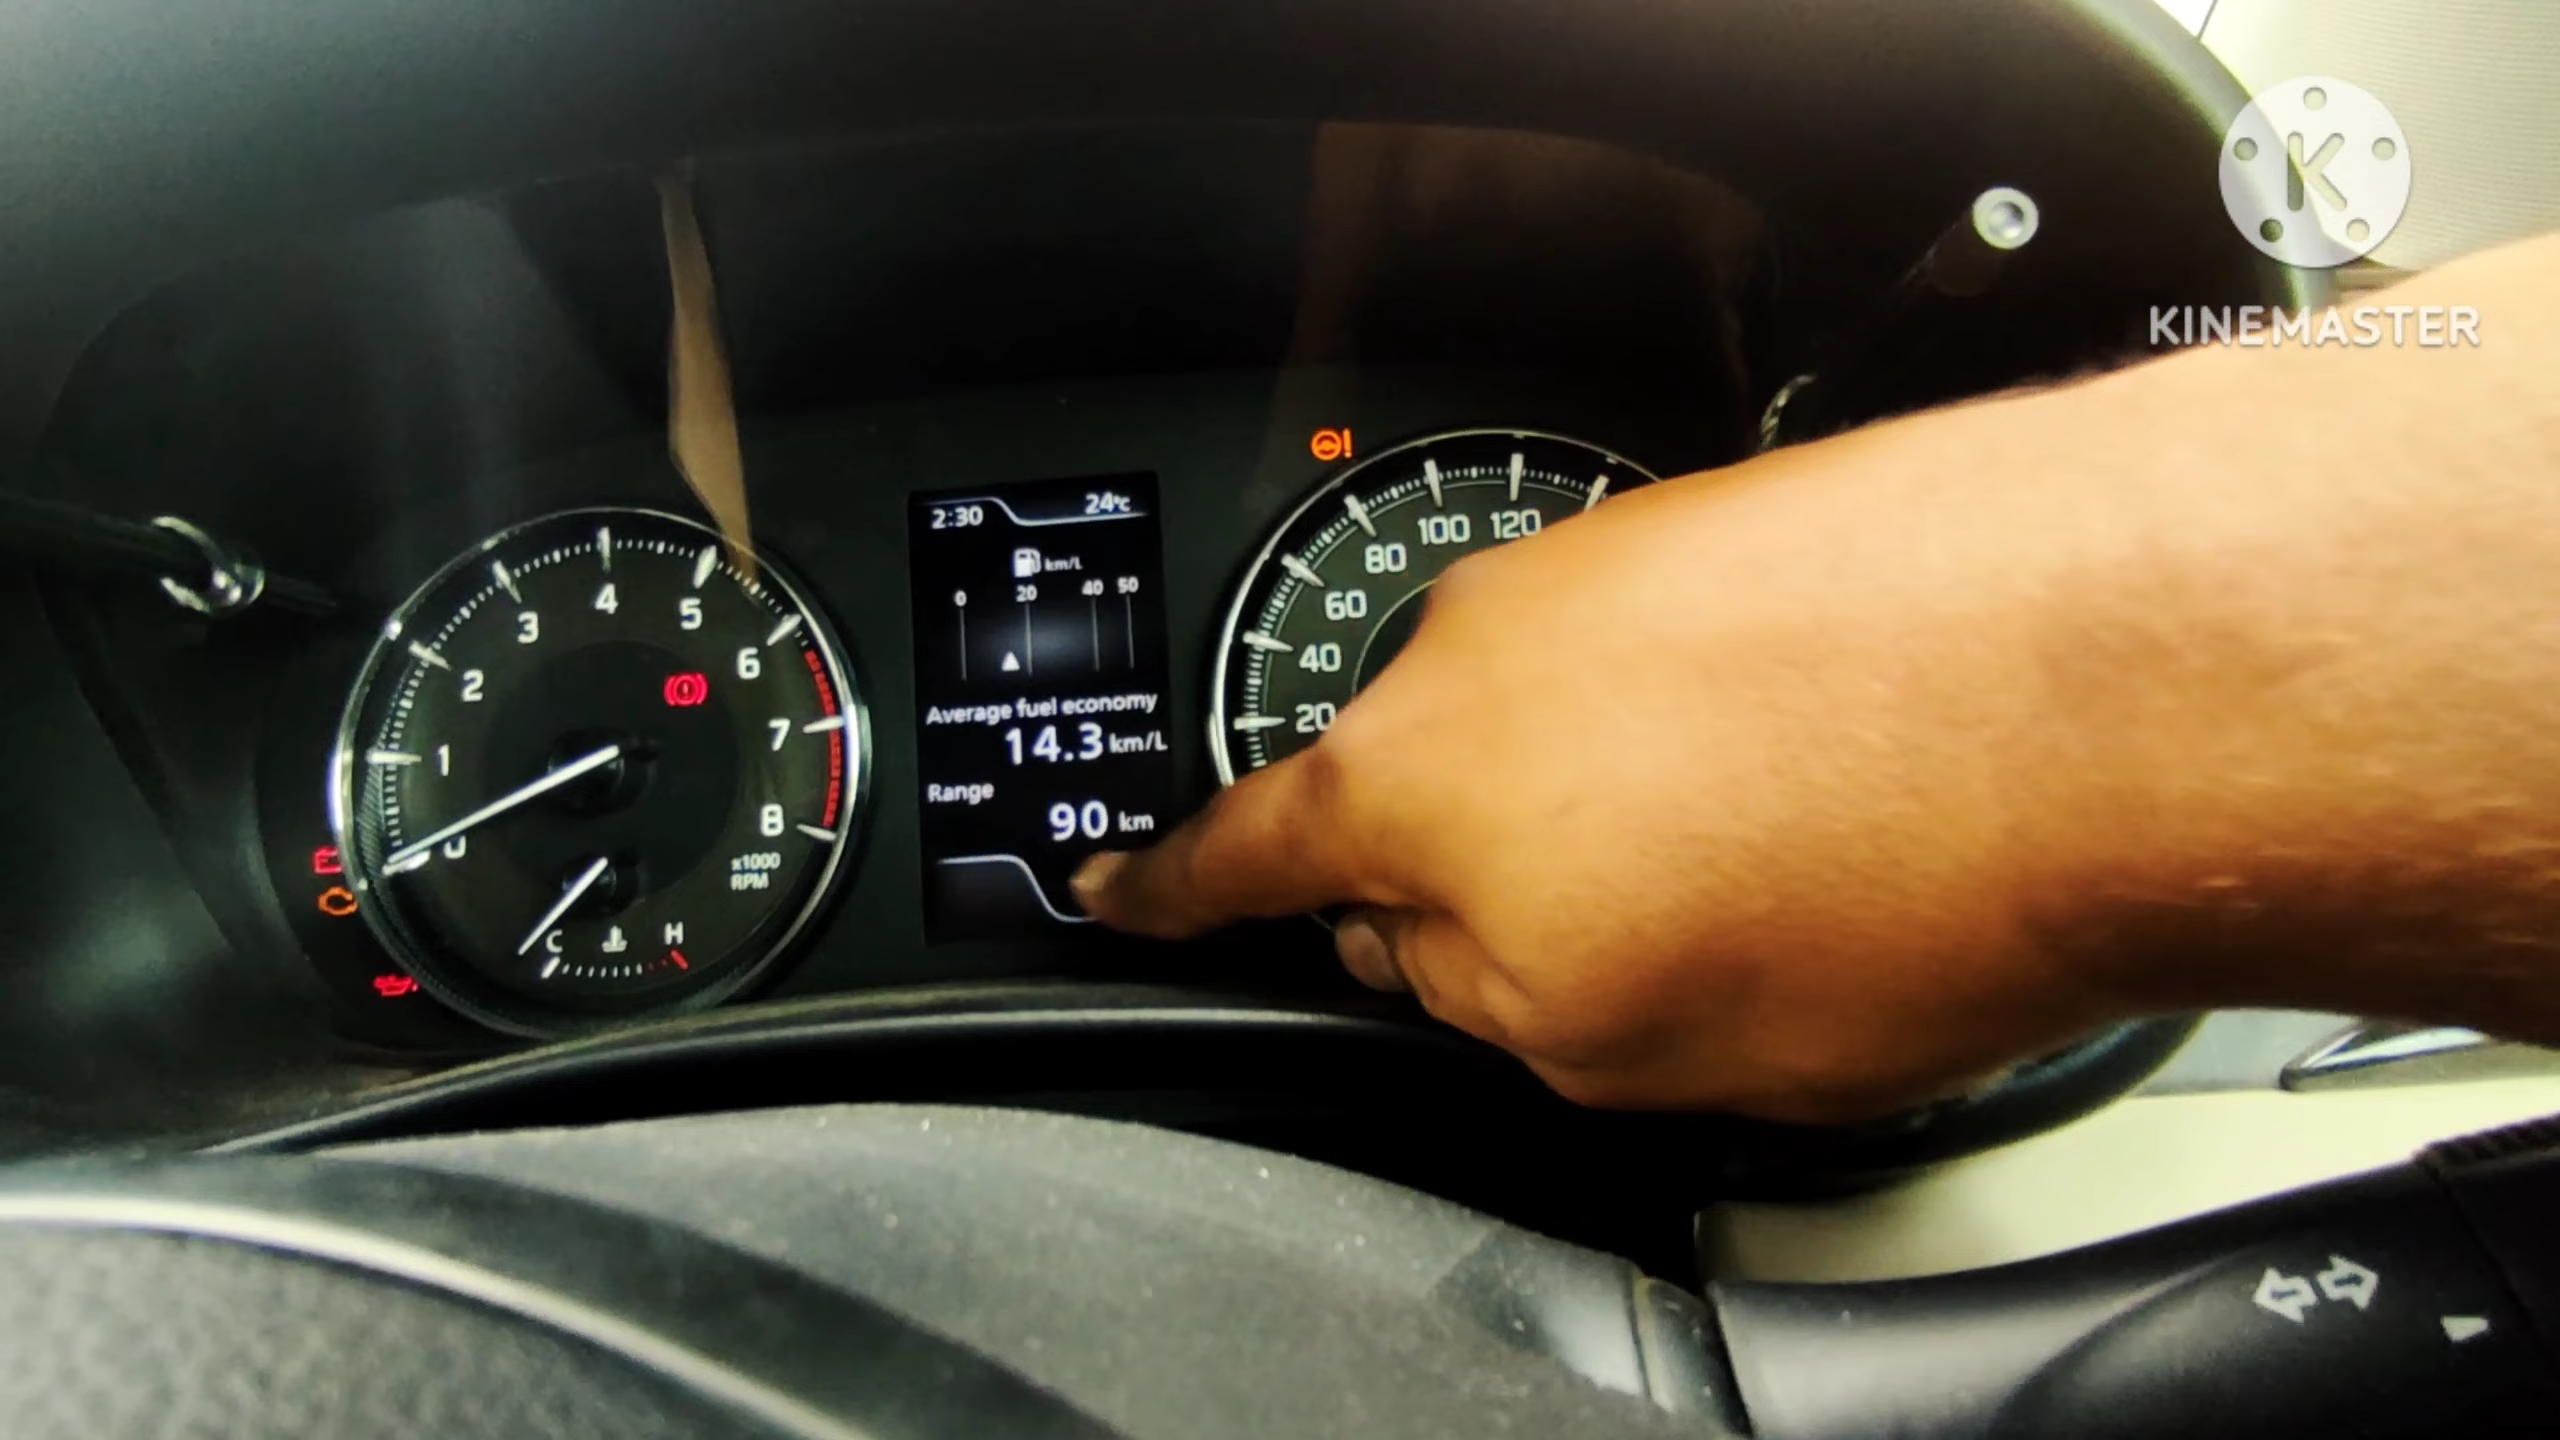 K
KINEMASTER
2:30 24°C
km/L
0 20 40 50
Average fuel economy
14.3 km/L
Range
90 km
0 1 2 3 4 5 6 7 8
x1000
RPM
C H
20 40 60 80 100 120